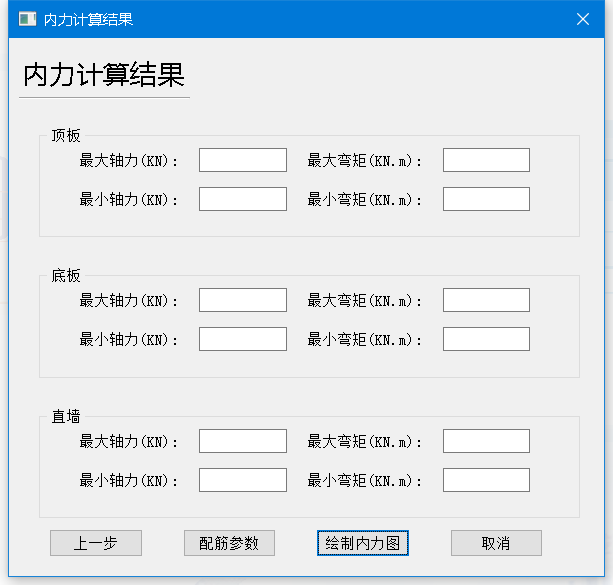 内力计算结果
内力计算结果
顶板
最大轴力(KN)： 最大弯矩(KN.m)：
最小轴力(KN)： 最小弯矩(KN.m)：
底板
最大轴力(KN)： 最大弯矩(KN.m)：
最小轴力(KN)： 最小弯矩(KN.m)：
直墙
最大轴力(KN)： 最大弯矩(KN.m)：
最小轴力(KN)： 最小弯矩(KN.m)：
上一步 配筋参数 绘制内力图 取消